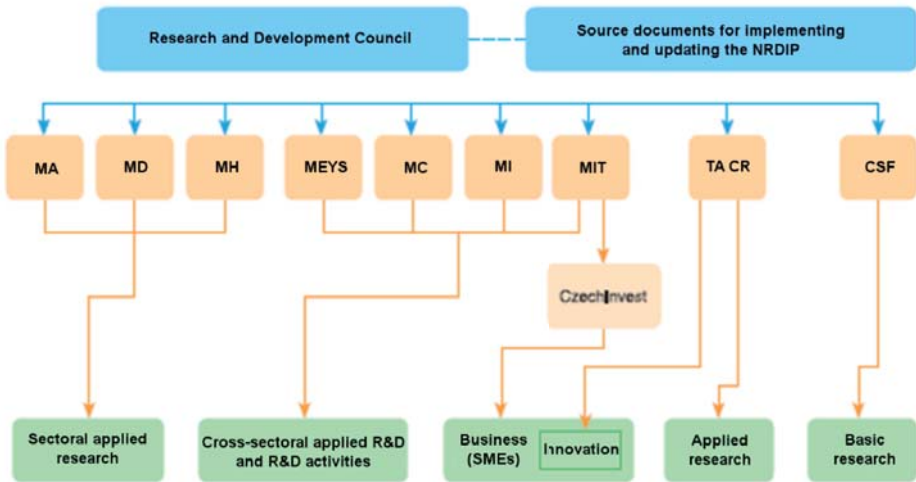 Research and Development Council
Source documents for implementing
and updating the NRDIP
MA
MD
MH
MEYS
MC
MI
MIT
TA CR
CSF
CzechInvest
Sectoral applied
research
Cross-sectoral applied R&D
and R&D activities
Business
(SMEs)
Innovation
Applied
research
Basic
research